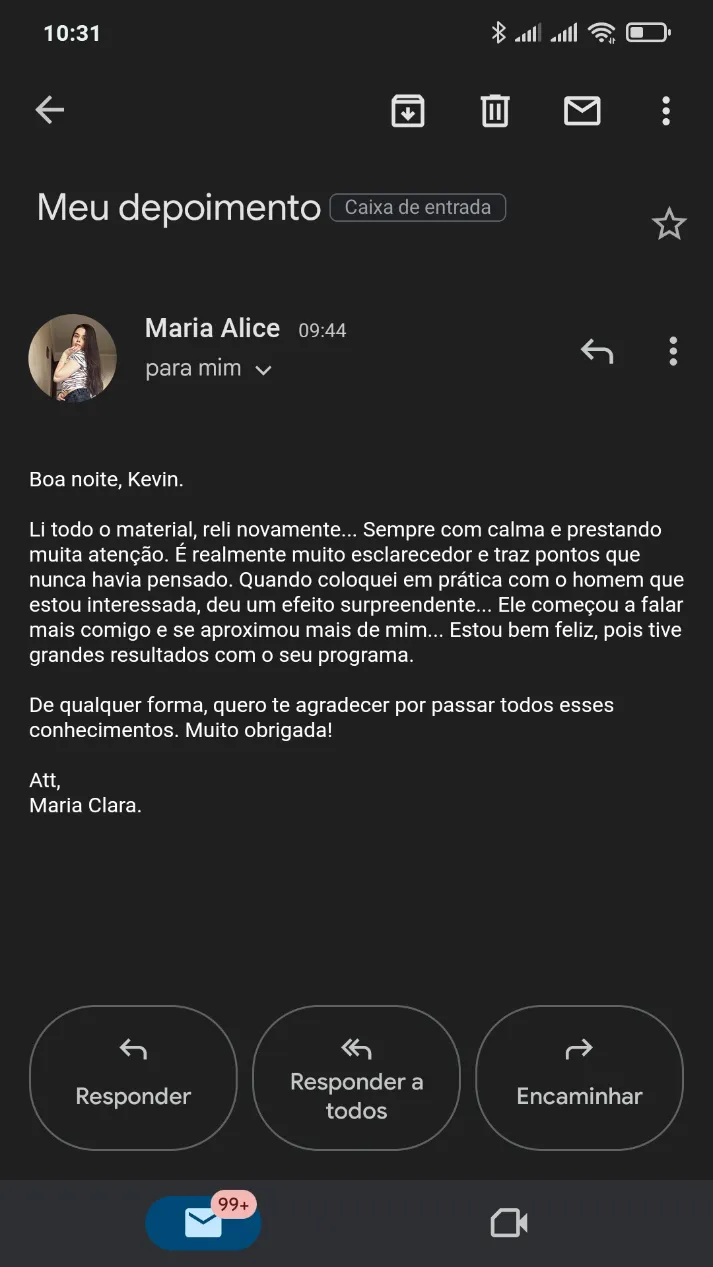 10:31
Meu depoimento Caixa de entrada
Maria Alice 09:44
para mim
Boa noite, Kevin.
Li todo o material, reli novamente... Sempre com calma e prestando
muita atenção. É realmente muito esclarecedor e traz pontos que
nunca havia pensado. Quando coloquei em prática com o homem que
estou interessada, deu um efeito surpreendente... Ele começou a falar
mais comigo e se aproximou mais de mim... Estou bem feliz, pois tive
grandes resultados com o seu programa.
De qualquer forma, quero te agradecer por passar todos esses
conhecimentos. Muito obrigada!
Att,
Maria Clara.
Responder
Responder a
todos
Encaminhar
99+